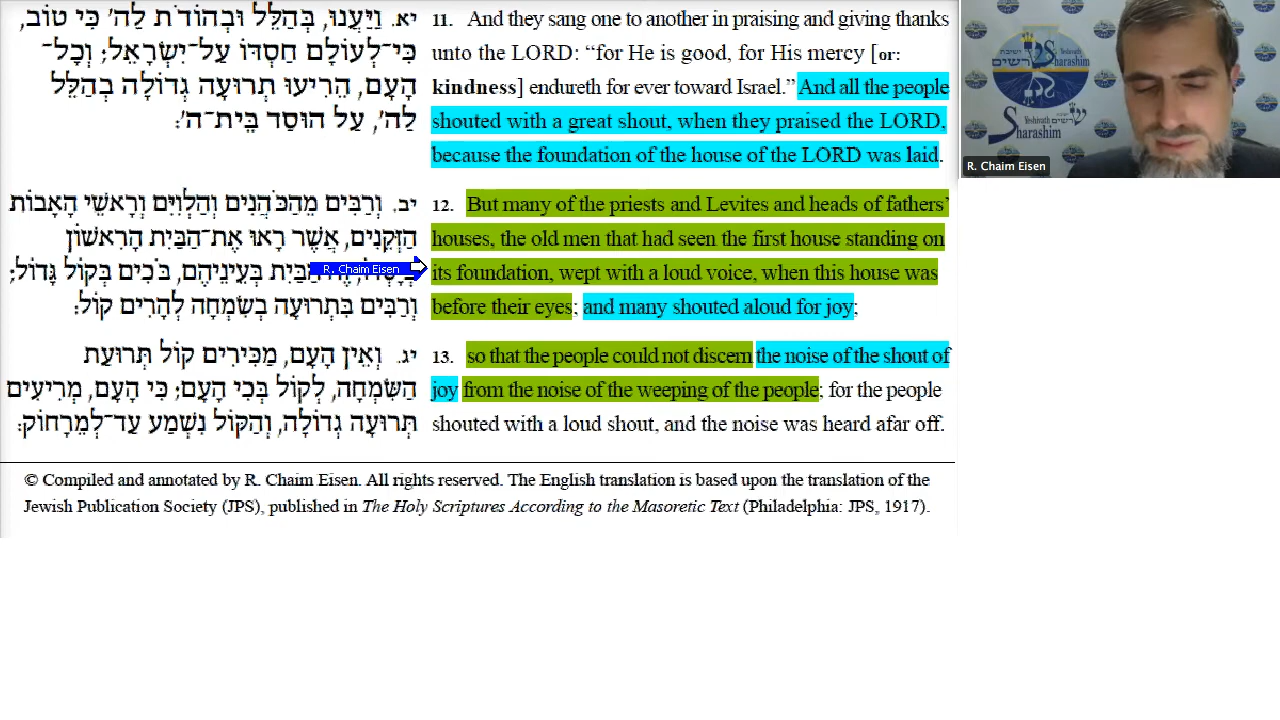 יא. וַיַּעֲנוּ, בְּהַלֵּל וּבְהוֹדֹת לַה', כִּי טוֹב,
כִּי־לְעוֹלָם חַסְדּוֹ עַל־יִשְׂרָאֵל; וְכָל־
הָעָם, הֵרִיעוּ תְרוּעָה גְדוֹלָה בְהַלֵּל
לַה', עַל הוּסַד בֵּית־ה':
11. And they sang one to another in praising and giving thanks
unto the LORD: “for He is good, for His mercy [or:
kindness] endureth for ever toward Israel.” And all the people
shouted with a great shout, when they praised the LORD,
because the foundation of the house of the LORD was laid.
יב. וְרַבִּים מֵהַכֹּהֲנִים וְהַלְוִיִּם וְרָאשֵׁי הָאָבוֹת
הַזְּקֵנִים, אֲשֶׁר רָאוּ אֶת־הַבַּיִת הָרִאשׁוֹן
הַבַּיִת בְּעֵינֵיהֶם, בֹּכִים בְּקוֹל גָּדוֹל;
וְרַבִּים בִּתְרוּעָה בְשִׂמְחָה לְהָרִים קוֹל:
R. Chaim Eisen
12. But many of the priests and Levites and heads of fathers’
houses, the old men that had seen the first house standing on
its foundation, wept with a loud voice, when this house was
before their eyes; and many shouted aloud for joy;
יג. וְאֵין הָעָם, מַכִּירִים קוֹל תְּרוּעַת
הַשִּׂמְחָה, לְקוֹל בְּכִי הָעָם; כִּי הָעָם, מְרִיעִים
תְּרוּעָה גְדוֹלָה, וְהַקּוֹל נִשְׁמַע עַד־לְמֵרָחוֹק:
13. so that the people could not discern the noise of the shout of
joy from the noise of the weeping of the people; for the people
shouted with a loud shout, and the noise was heard afar off.
© Compiled and annotated by R. Chaim Eisen. All rights reserved. The English translation is based upon the translation of the
Jewish Publication Society (JPS), published in The Holy Scriptures According to the Masoretic Text (Philadelphia: JPS, 1917).
ישיבת
שרשים
Yeshivath
Sharashim
Sharashim
R. Chaim Eisen